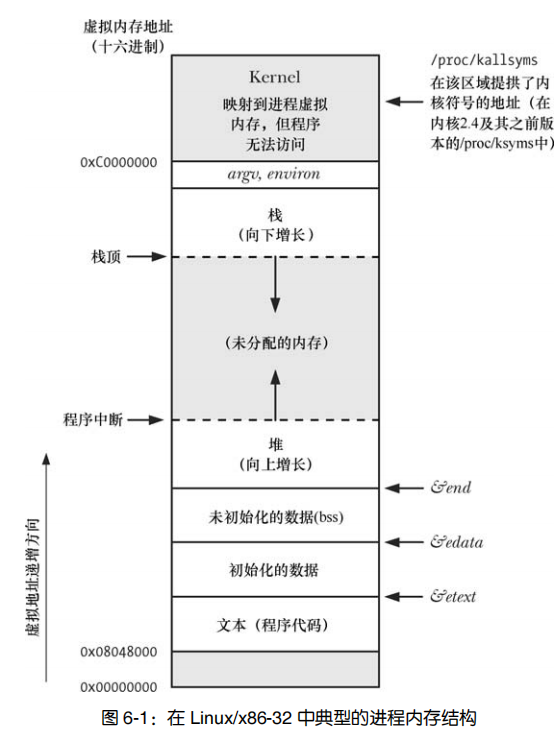 虚拟内存地址
（十六进制）
Kernel
映射到进程虚拟
内存，但程序
无法访问
/proc/kallsyms
在该区域提供了内
核符号的地址（在
内核2.4及其之前版
本的/proc/ksyms中）
0xC0000000
argv, environ
栈
（向下增长）
栈顶
（未分配的内存）
程序中断
堆
（向上增长）
&end
未初始化的数据(bss)
&edata
初始化的数据
&etext
文本（程序代码）
0x08048000
0x00000000
虚拟地址递增方向
图 6-1：在 Linux/x86-32 中典型的进程内存结构